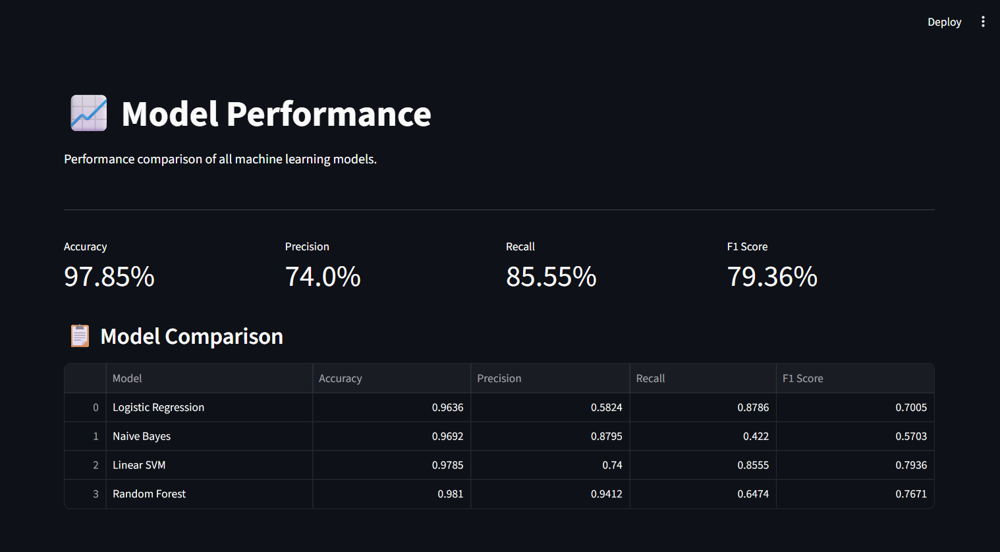 Deploy
Model Performance
Performance comparison of all machine learning models.
Accuracy Precision Recall F1 Score
97.85% 74.0% 85.55% 79.36%
Model Comparison
Model Accuracy Precision Recall F1 Score
0 Logistic Regression 0.9636 0.5824 0.8786 0.7005
1 Naive Bayes 0.9692 0.8795 0.422 0.5703
2 Linear SVM 0.9785 0.74 0.8555 0.7936
3 Random Forest 0.981 0.9412 0.6474 0.7671